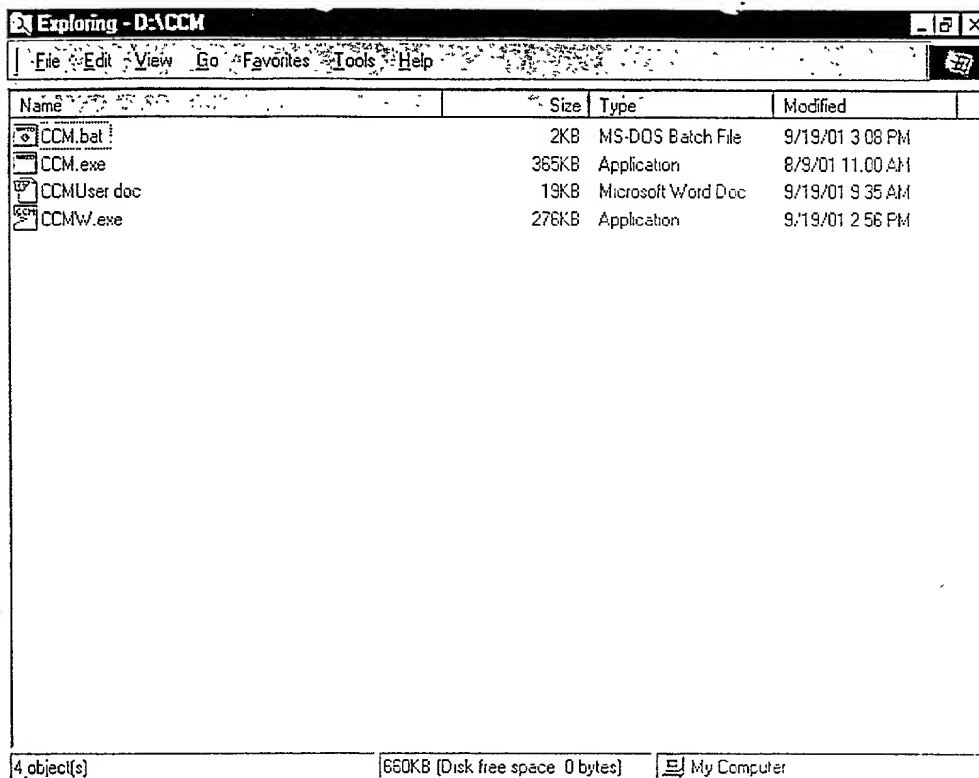 Exploring - D:\CCM
File Edit View Go Favorites Tools Help
Name Size Type Modified
CCM.bat 2KB MS-DOS Batch File 9/19/01 3 08 PM
CCM.exe 365KB Application 8/9/01 11.00 AM
CCMUser doc 19KB Microsoft Word Doc 9/19/01 9 35 AM
CCMW.exe 276KB Application 9/19/01 2 56 PM
4 object(s) 660KB (Disk free space 0 bytes) My Computer